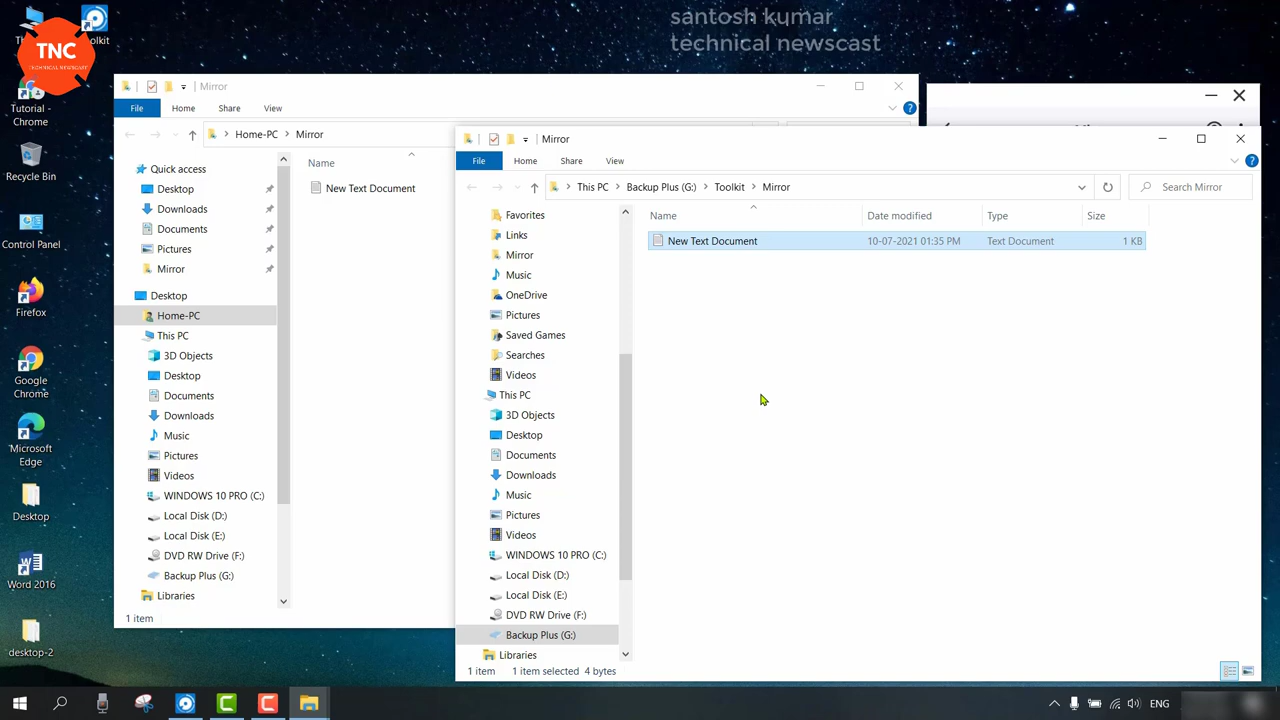 santosh kumar
technical newscast
TNC
TECHNICAL NEWSCAST
Tutorial -
Chrome
Recycle Bin
Control Panel
Firefox
Google
Chrome
Microsoft
Edge
Desktop
Word 2016
desktop-2
Mirror
File
Home
Share
View
Home-PC
Mirror
Quick access
Desktop
Downloads
Documents
Pictures
Mirror
Desktop
Home-PC
This PC
3D Objects
Desktop
Documents
Downloads
Music
Pictures
Videos
WINDOWS 10 PRO (C:)
Local Disk (D:)
Local Disk (E:)
DVD RW Drive (F:)
Backup Plus (G:)
Libraries
Name
New Text Document
1 item
Mirror
File
Home
Share
View
This PC
Backup Plus (G:)
Toolkit
Mirror
Search Mirror
Favorites
Links
Mirror
Music
OneDrive
Pictures
Saved Games
Searches
Videos
This PC
3D Objects
Desktop
Documents
Downloads
Music
Pictures
Videos
WINDOWS 10 PRO (C:)
Local Disk (D:)
Local Disk (E:)
DVD RW Drive (F:)
Backup Plus (G:)
Libraries
Name
Date modified
Type
Size
New Text Document
10-07-2021 01:35 PM
Text Document
1 KB
1 item
1 item selected
4 bytes
ENG